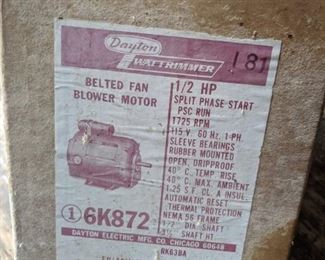 Dayton
WATTRIMMER
181
BELTED FAN
BLOWER MOTOR
1/2 HP
SPLIT PHASE START
PSC RUN
1725 RPM
115 V. 60 Hz. 1-PH.
SLEEVE BEARINGS
RUBBER MOUNTED
OPEN, DRIPPROOF
40°C. TEMP. RISE
40°C. MAX. AMBIENT
1.25 S.F. CL. A INSUL.
AUTOMATIC RESET
THERMAL PROTECTION
NEMA 56 FRAME
DIA. SHAFT
SHAFT HT.
1 6K872
DAYTON ELECTRIC MFG. CO. CHICAGO 60648
RK63BA